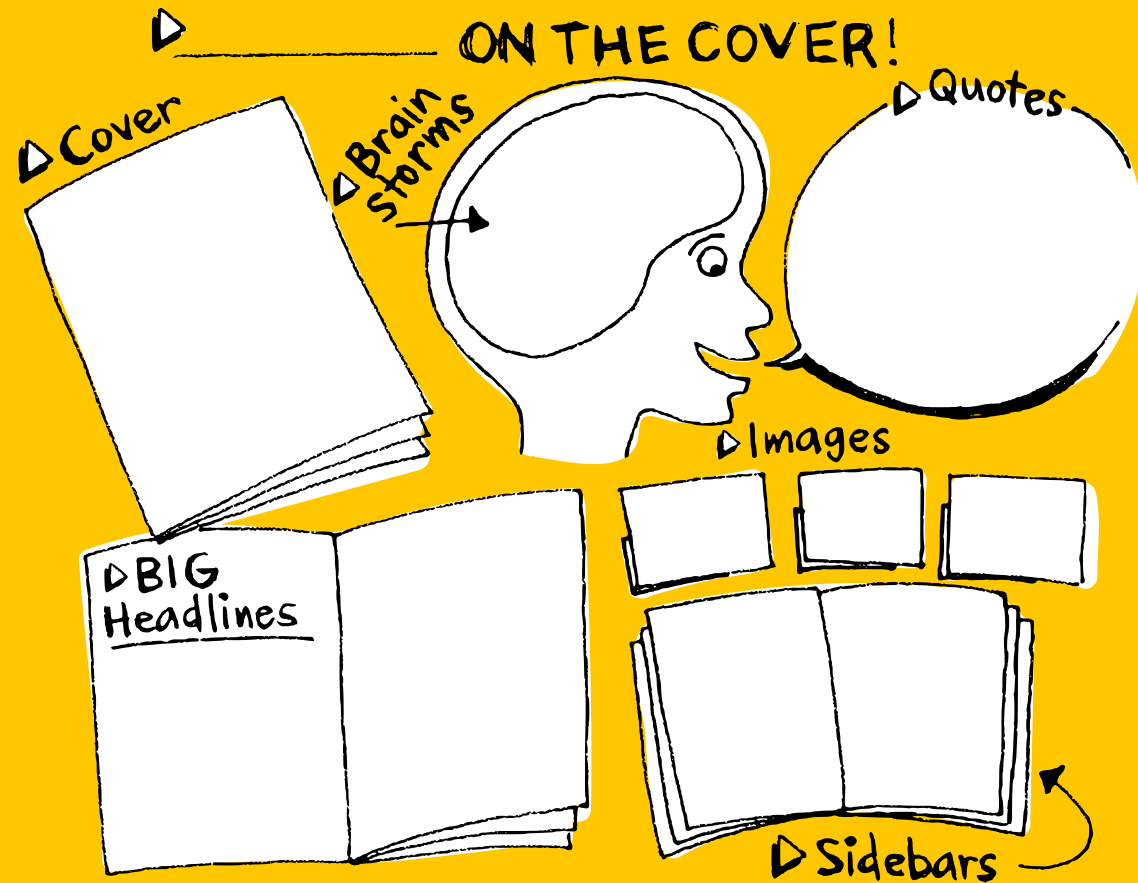 ON THE COVER!
Cover
Brain
storms
Quotes
Images
BIG
Headlines
Sidebars